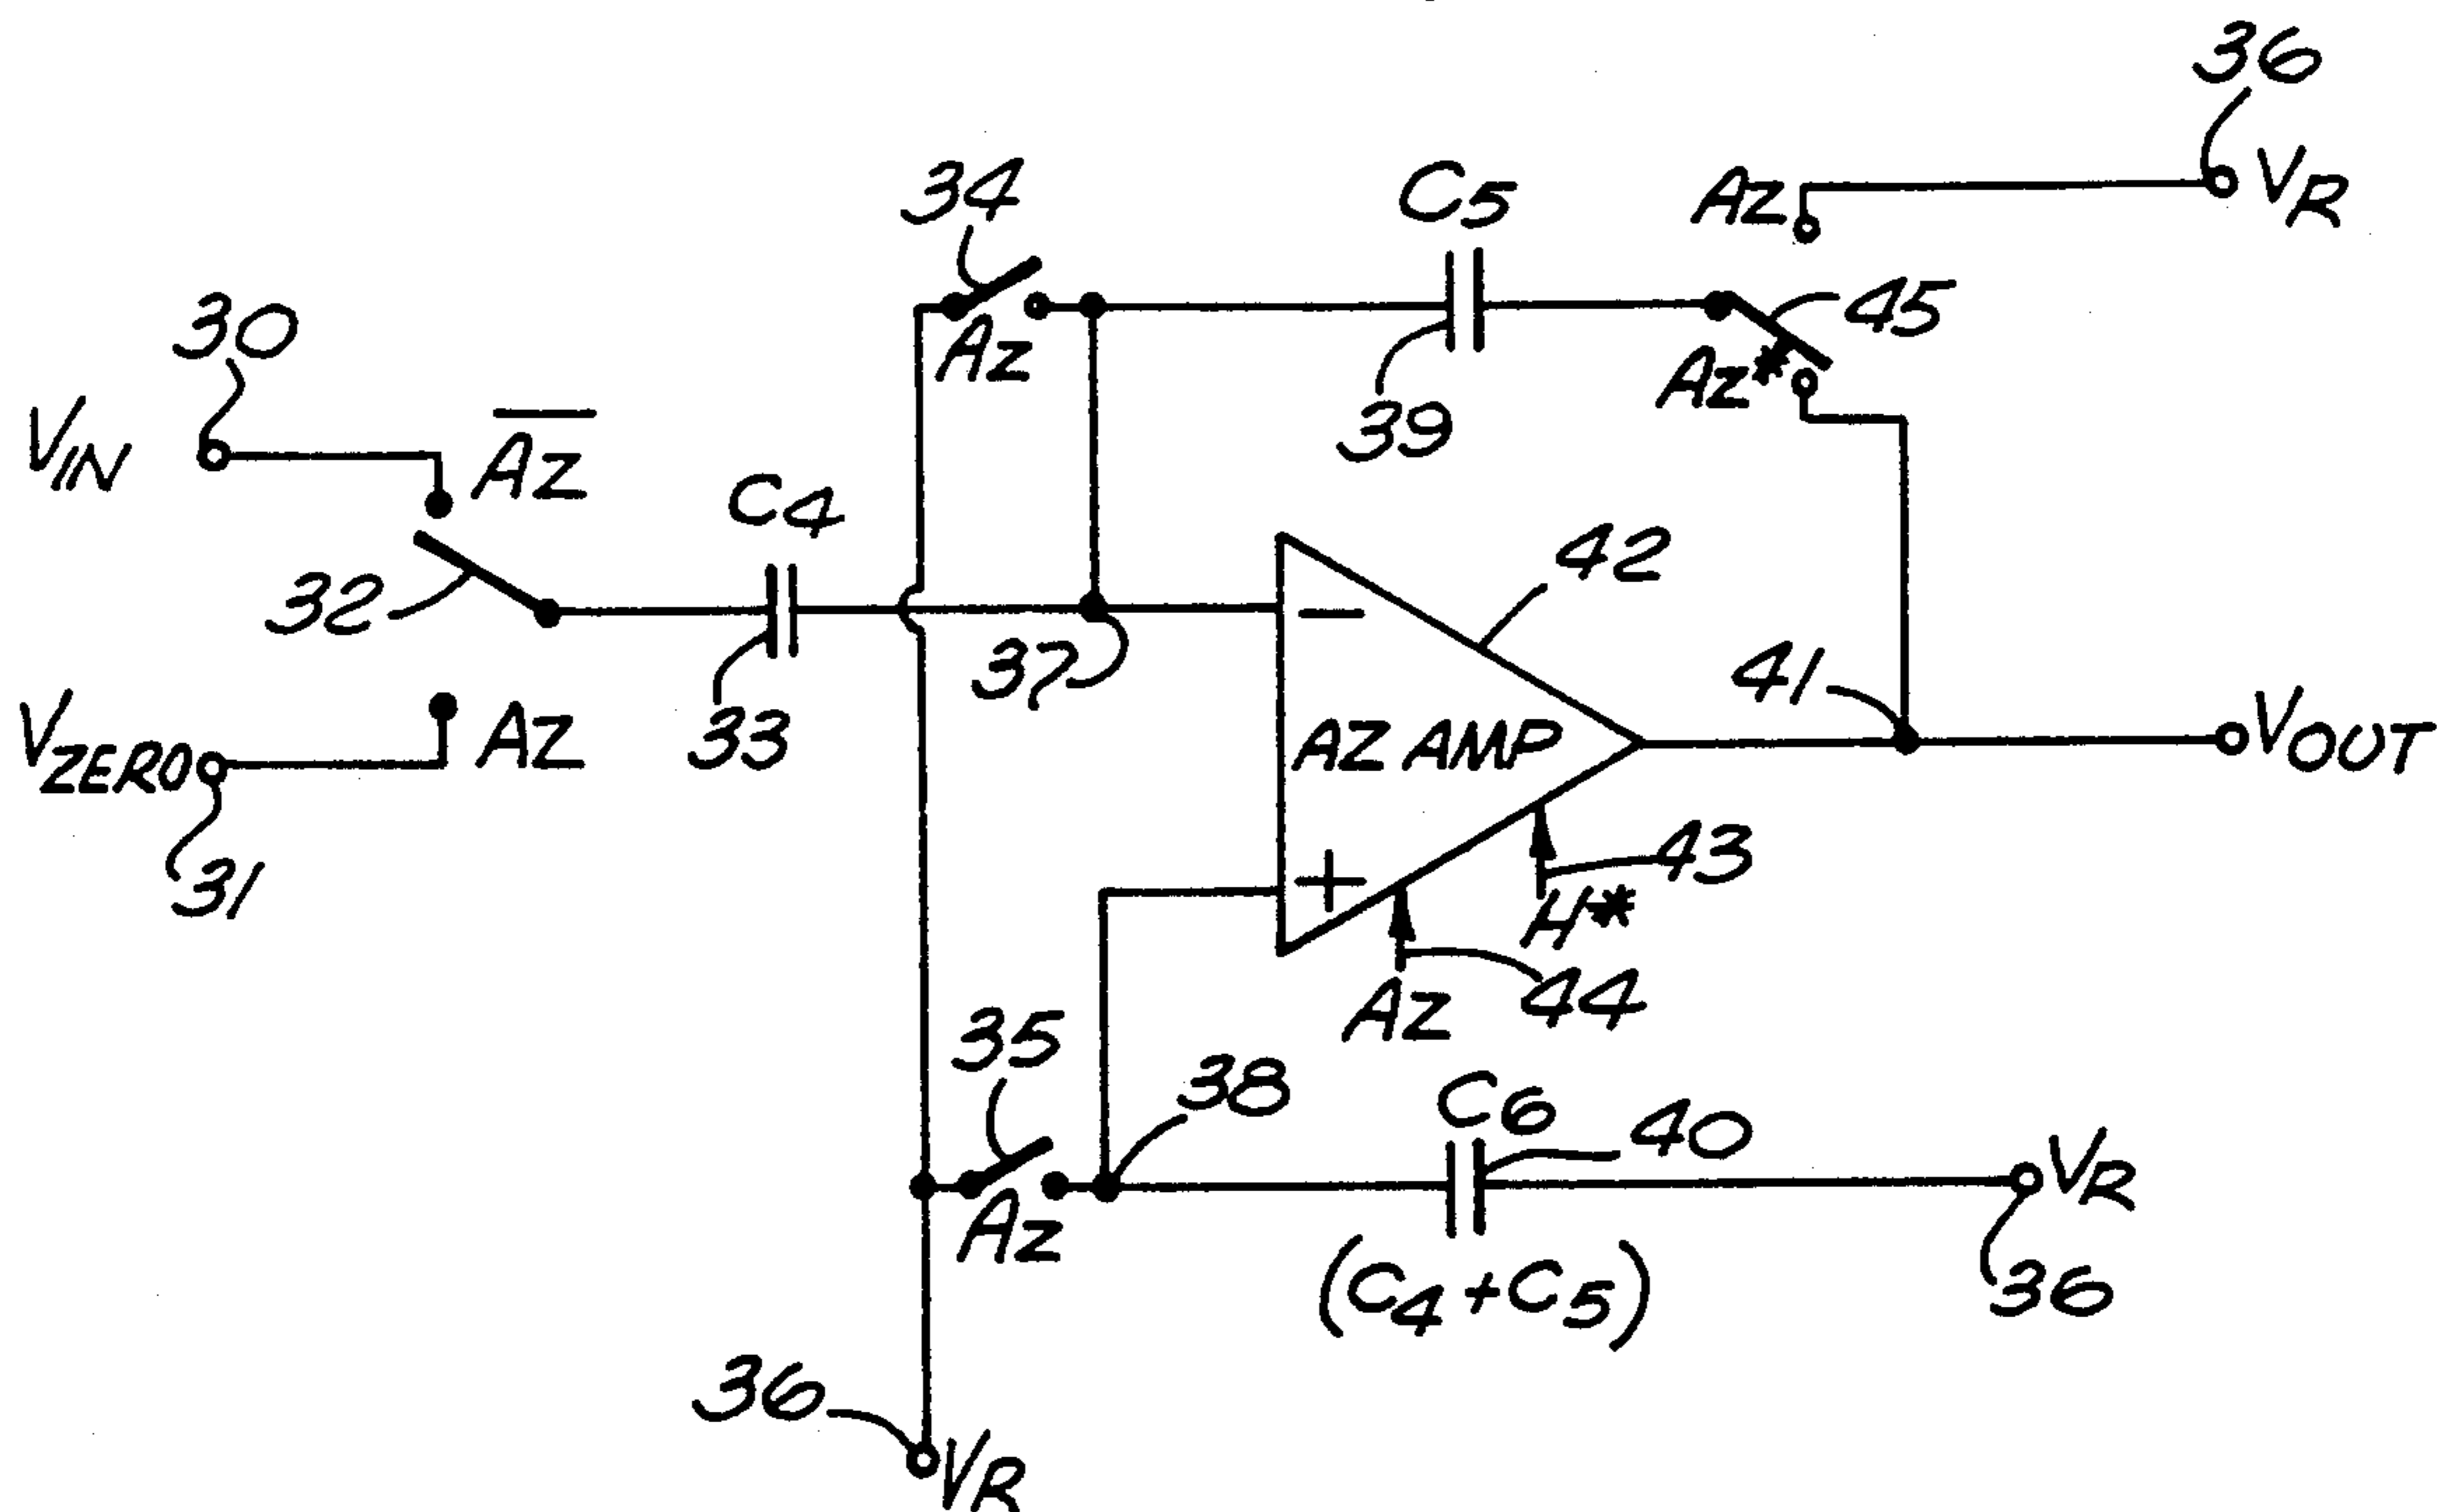 36
VR
Az
34
C5
45
Az
Az*
39
30
VIN
A̅z̅
C4
42
32
37
−
41
33
VZERO
AZ
AZ AMP
VOUT
31
+
43
H*
44
AZ
35
38
C6
40
VR
Az
(C4+C5)
36
36
VR